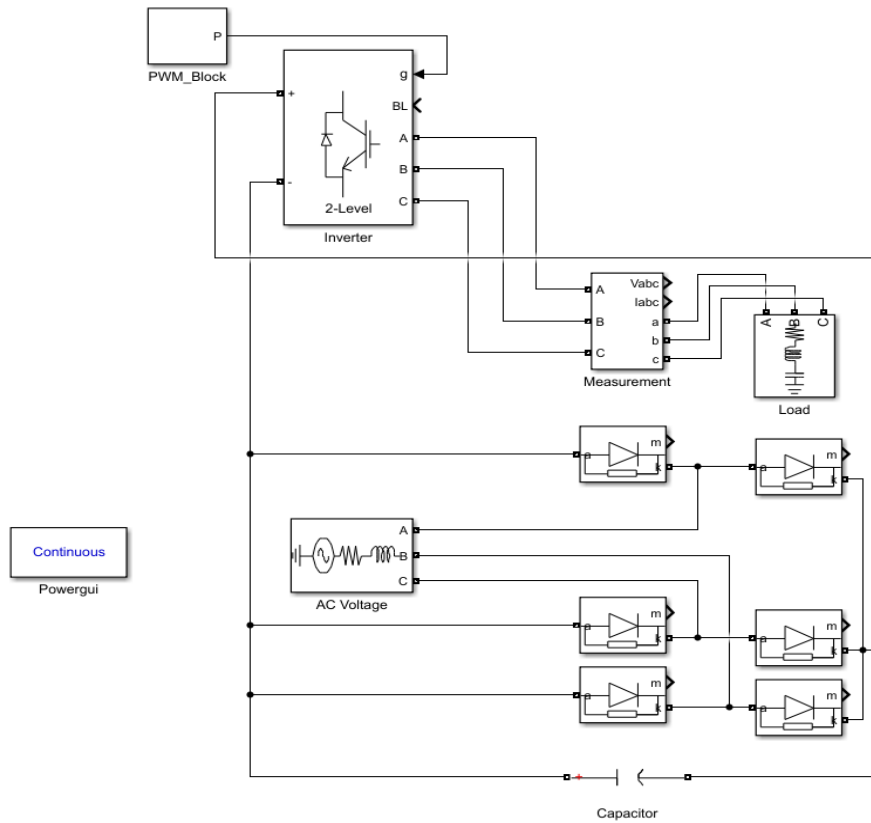 P
PWM_Block
g
+
BL
A
B
-
C
2-Level
Inverter
A
Vabc
Iabc
B
a
b
C
c
Measurement
A
B
C
Load
m
a
k
m
a
k
Continuous
Powergui
A
B
C
AC Voltage
m
a
k
m
a
k
m
a
k
m
a
k
+
Capacitor